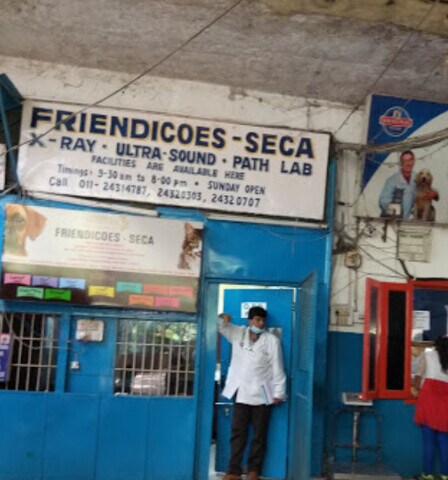 FRIENDICOES-SECA
X-RAY · ULTRA-SOUND · PATH LAB
FACILITIES ARE AVAILABLE HERE
Timings: 9-30 am to 8-00 pm • SUNDAY OPEN
Call 011-24314787, 24320303, 24320707
FRIENDICOES - SECA